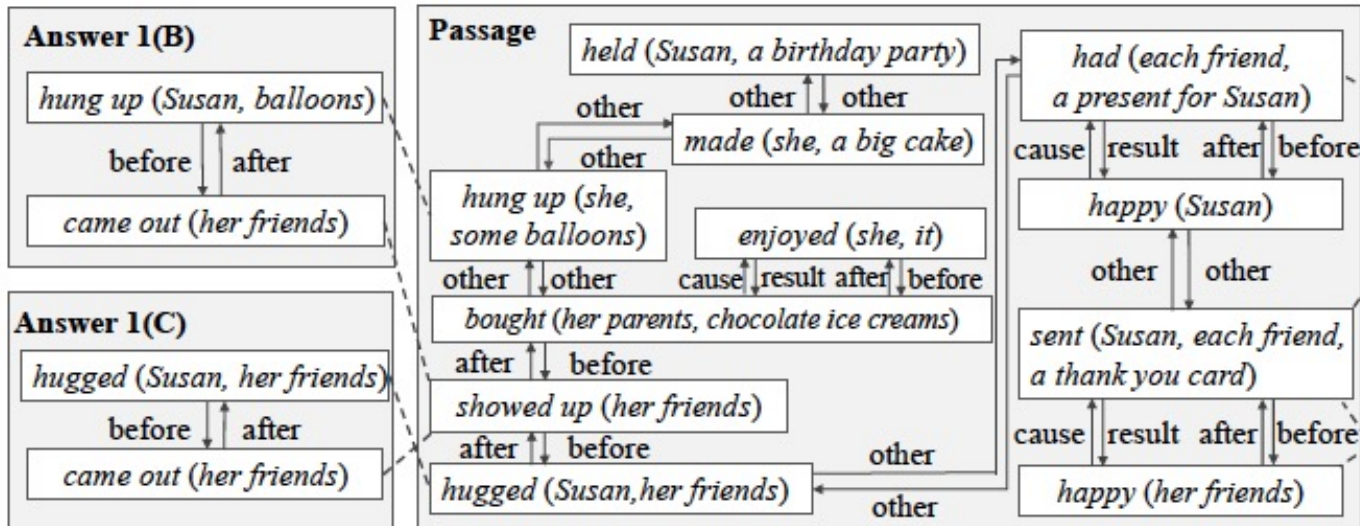 Answer 1(B)
hung up (Susan, balloons)
before after
came out (her friends)
Answer 1(C)
hugged (Susan, her friends)
before after
came out (her friends)
Passage
held (Susan, a birthday party)
other other
other
made (she, a big cake)
other
hung up (she,
some balloons)
enjoyed (she, it)
other other
cause result after before
bought (her parents, chocolate ice creams)
after before
showed up (her friends)
after before
hugged (Susan,her friends)
other
other
had (each friend,
a present for Susan)
cause result after before
happy (Susan)
other other
sent (Susan, each friend,
a thank you card)
cause result after before
happy (her friends)